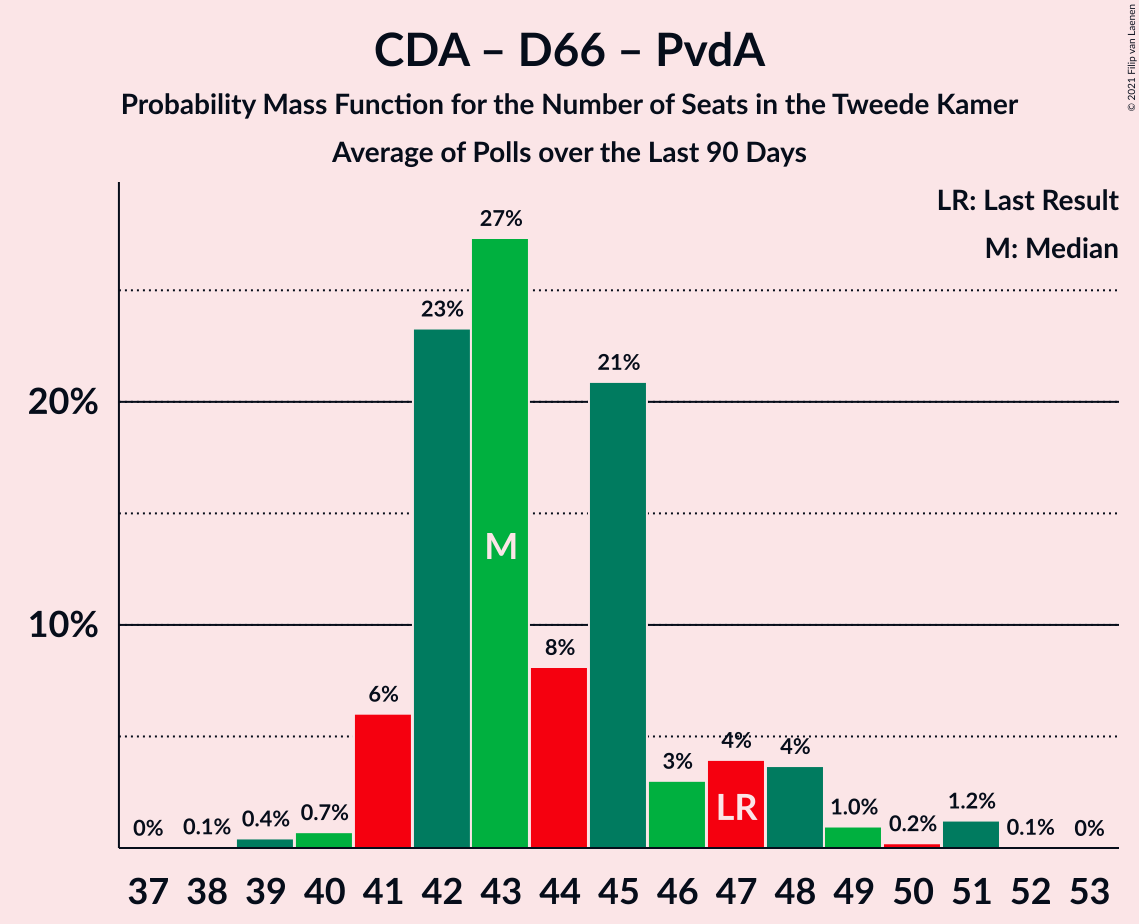 CDA – D66 – PvdA
Probability Mass Function for the Number of Seats in the Tweede Kamer
Average of Polls over the Last 90 Days
© 2021 Filip van Laenen
LR: Last Result
M: Median
20%
10%
0%
0.1%
0.4%
0.7%
6%
23%
27%
8%
21%
3%
4%
4%
1.0%
0.2%
1.2%
0.1%
0%
M
LR
37 38 39 40 41 42 43 44 45 46 47 48 49 50 51 52 53